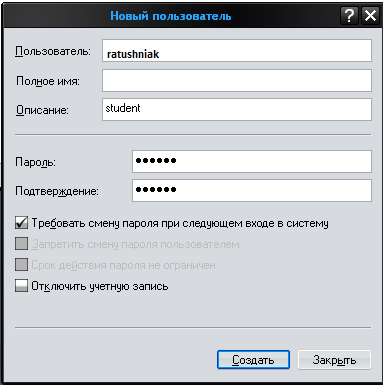 Новый пользователь
Пользователь: ratushniak
Полное имя:
Описание: student
Пароль: ••••••
Подтверждение: ••••••
Требовать смену пароля при следующем входе в систему
Запретить смену пароля пользователем
Срок действия пароля не ограничен
Отключить учетную запись
Создать Закрыть